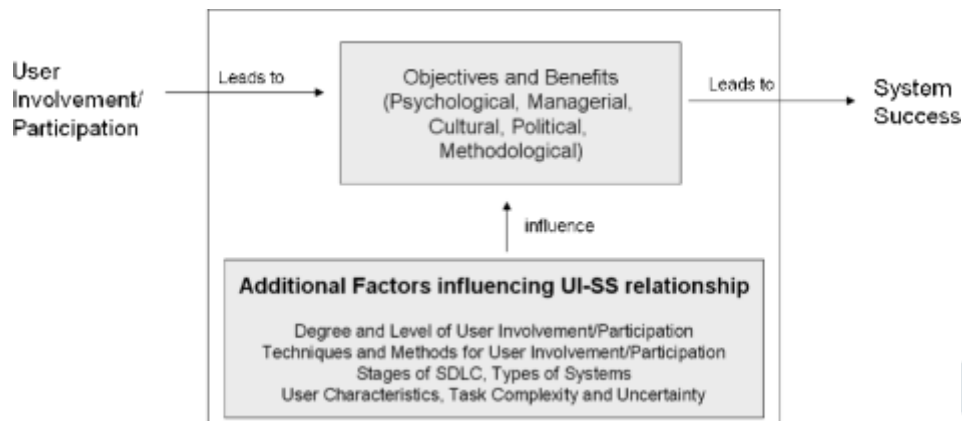 User
Involvement/
Participation
Leads to
Objectives and Benefits
(Psychological, Managerial,
Cultural, Political,
Methodological)
Leads to
System
Success
influence
Additional Factors influencing UI-SS relationship
Degree and Level of User Involvement/Participation
Techniques and Methods for User Involvement/Participation
Stages of SDLC, Types of Systems
User Characteristics, Task Complexity and Uncertainty